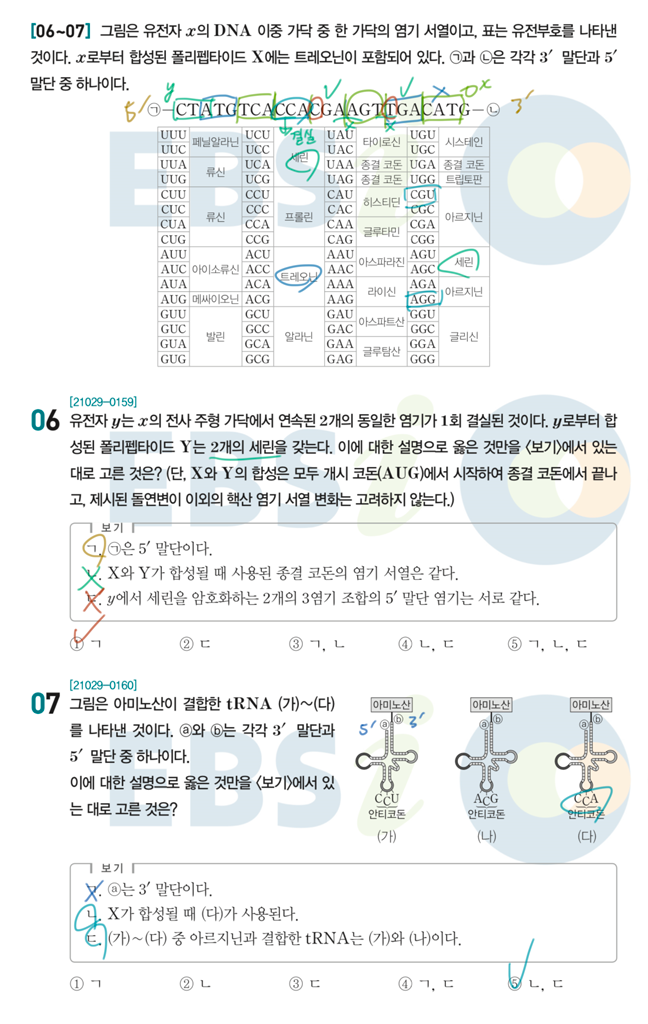 [06~07] 그림은 유전자 x의 DNA 이중 가닥 중 한 가닥의 염기 서열이고, 표는 유전부호를 나타낸
것이다. x로부터 합성된 폴리펩타이드 X에는 트레오닌이 포함되어 있다. ㉠과 ㉡은 각각 3′ 말단과 5′
말단 중 하나이다.
y
x
5′ ㉠-CTATGTCACCACGAAGTTGACATG-㉡ 3′
결실
UUU 페닐알라닌 UCU 세린 UAU 타이로신 UGU 시스테인
UUC UCC UAC UGC
UUA 류신 UCA UAA 종결 코돈 UGA 종결 코돈
UUG UCG UAG 종결 코돈 UGG 트립토판
CUU 류신 CCU 프롤린 CAU 히스티딘 CGU 아르지닌
CUC CCC CAC CGC
CUA CCA CAA 글루타민 CGA
CUG CCG CAG CGG
AUU 아이소류신 ACU 트레오닌 AAU 아스파라진 AGU 세린
AUC ACC AAC AGC
AUA ACA AAA 라이신 AGA 아르지닌
AUG 메싸이오닌 ACG AAG AGG
GUU 발린 GCU 알라닌 GAU 아스파트산 GGU 글리신
GUC GCC GAC GGC
GUA GCA GAA 글루탐산 GGA
GUG GCG GAG GGG
[21029-0159]
06 유전자 y는 x의 전사 주형 가닥에서 연속된 2개의 동일한 염기가 1회 결실된 것이다. y로부터 합
성된 폴리펩타이드 Y는 2개의 세린을 갖는다. 이에 대한 설명으로 옳은 것만을 <보기>에서 있는
대로 고른 것은? (단, X와 Y의 합성은 모두 개시 코돈(AUG)에서 시작하여 종결 코돈에서 끝나
고, 제시된 돌연변이 이외의 핵산 염기 서열 변화는 고려하지 않는다.)
보기
ㄱ. ㉠은 5′ 말단이다.
ㄴ. X와 Y가 합성될 때 사용된 종결 코돈의 염기 서열은 같다.
ㄷ. y에서 세린을 암호화하는 2개의 3염기 조합의 5′ 말단 염기는 서로 같다.
① ㄱ ② ㄷ ③ ㄱ, ㄴ ④ ㄴ, ㄷ ⑤ ㄱ, ㄴ, ㄷ
[21029-0160]
07 그림은 아미노산이 결합한 tRNA (가)~(다)
를 나타낸 것이다. ⓐ와 ⓑ는 각각 3′ 말단과
5′ 말단 중 하나이다.
이에 대한 설명으로 옳은 것만을 <보기>에서 있
는 대로 고른 것은?
아미노산 아미노산 아미노산
5′ ⓐ ⓑ 3′ ⓐ ⓑ ⓐ ⓑ
CCU ACG CCA
안티코돈 안티코돈 안티코돈
(가) (나) (다)
보기
ㄱ. ⓐ는 3′ 말단이다.
ㄴ. X가 합성될 때 (다)가 사용된다.
ㄷ. (가)~(다) 중 아르지닌과 결합한 tRNA는 (가)와 (나)이다.
① ㄱ ② ㄴ ③ ㄷ ④ ㄱ, ㄷ ⑤ ㄴ, ㄷ
EBSi
EBSi
EBSi